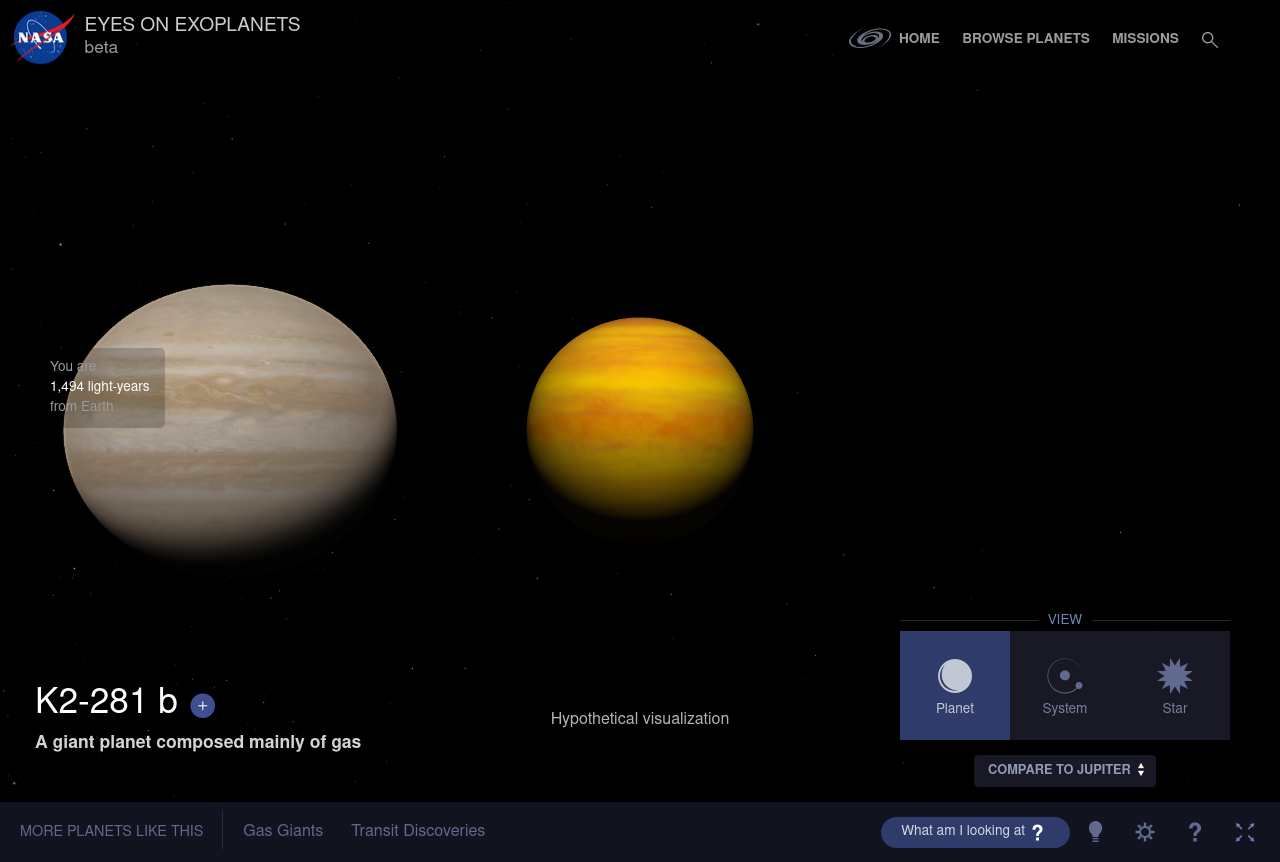 NASA
EYES ON EXOPLANETS
beta
HOME
BROWSE PLANETS
MISSIONS
You are
1,494 light-years
from Earth
VIEW
Planet
System
Star
K2-281 b +
A giant planet composed mainly of gas
Hypothetical visualization
COMPARE TO JUPITER
MORE PLANETS LIKE THIS
Gas Giants
Transit Discoveries
What am I looking at ?
?